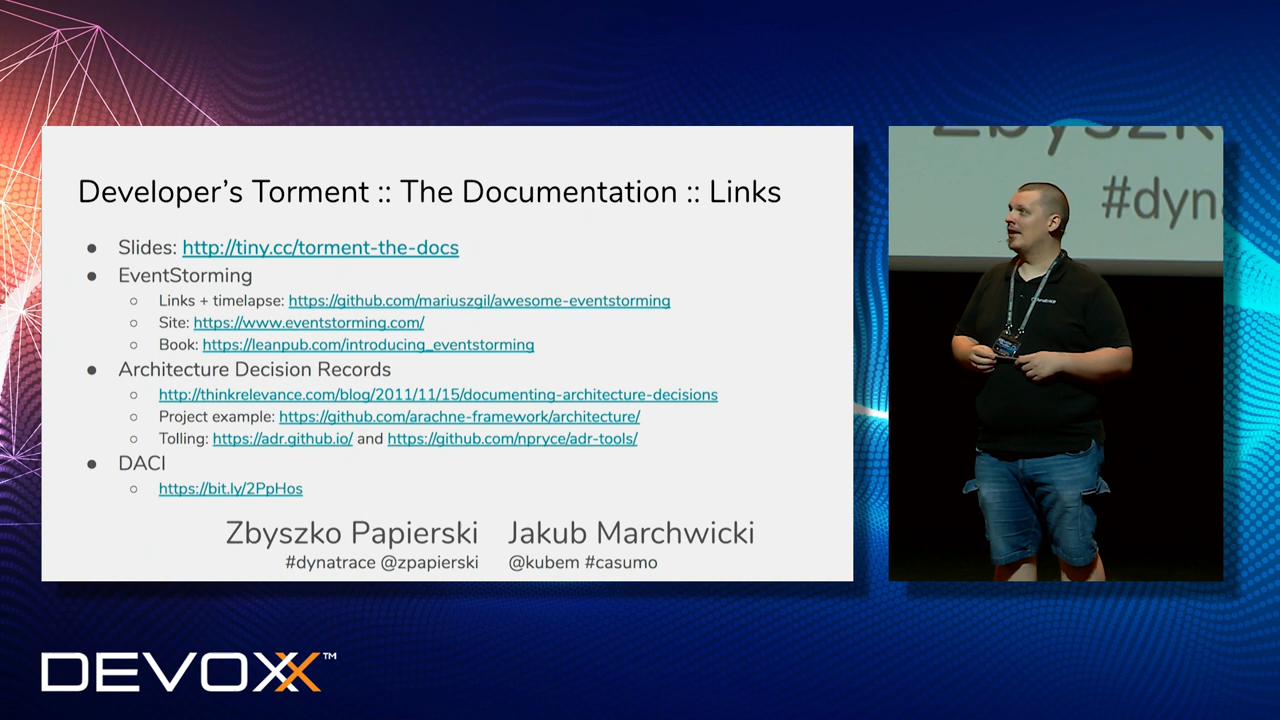 Developer's Torment :: The Documentation :: Links
● Slides: http://tiny.cc/torment-the-docs
● EventStorming
○ Links + timelapse: https://github.com/mariuszgil/awesome-eventstorming
○ Site: https://www.eventstorming.com/
○ Book: https://leanpub.com/introducing_eventstorming
● Architecture Decision Records
○ http://thinkrelevance.com/blog/2011/11/15/documenting-architecture-decisions
○ Project example: https://github.com/arachne-framework/architecture/
○ Tolling: https://adr.github.io/ and https://github.com/npryce/adr-tools/
● DACI
○ https://bit.ly/2PpHos
Zbyszko Papierski Jakub Marchwicki
#dynatrace @zpapierski @kubem #casumo
Zbyszk
#dyn
dynatrace
DEVOXX™